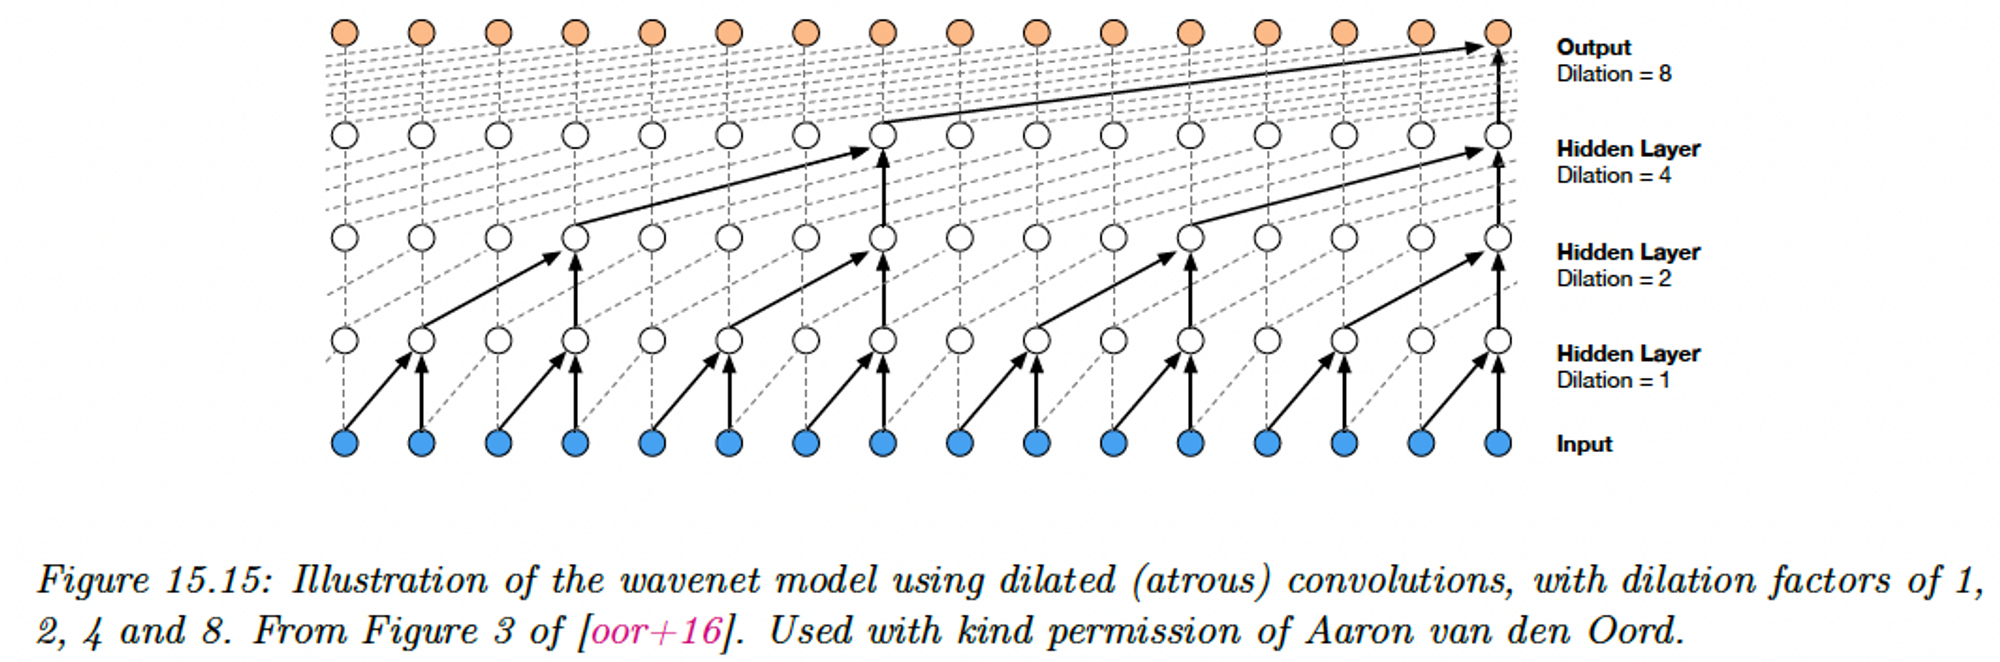 Output
Dilation = 8
Hidden Layer
Dilation = 4
Hidden Layer
Dilation = 2
Hidden Layer
Dilation = 1
Input
Figure 15.15: Illustration of the wavenet model using dilated (atrous) convolutions, with dilation factors of 1,
2, 4 and 8. From Figure 3 of [oor+16]. Used with kind permission of Aaron van den Oord.